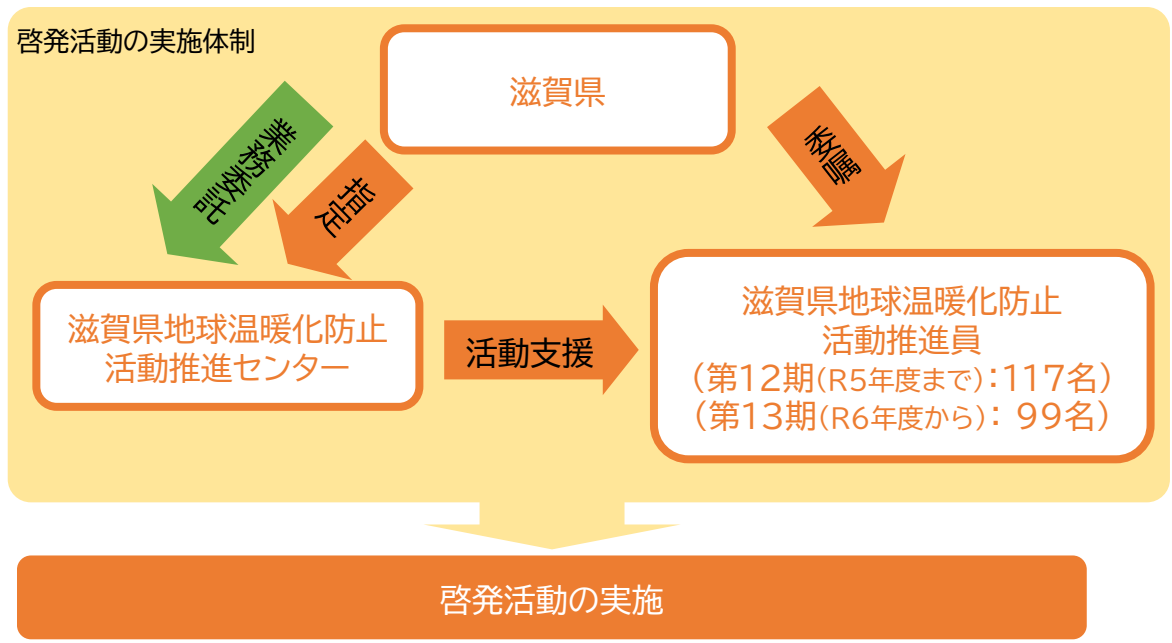 啓発活動の実施体制
滋賀県
業務委託
指定
委嘱
滋賀県地球温暖化防止
活動推進センター
活動支援
滋賀県地球温暖化防止
活動推進員
（第12期（R5年度まで）：117名）
（第13期（R6年度から）： 99名）
啓発活動の実施